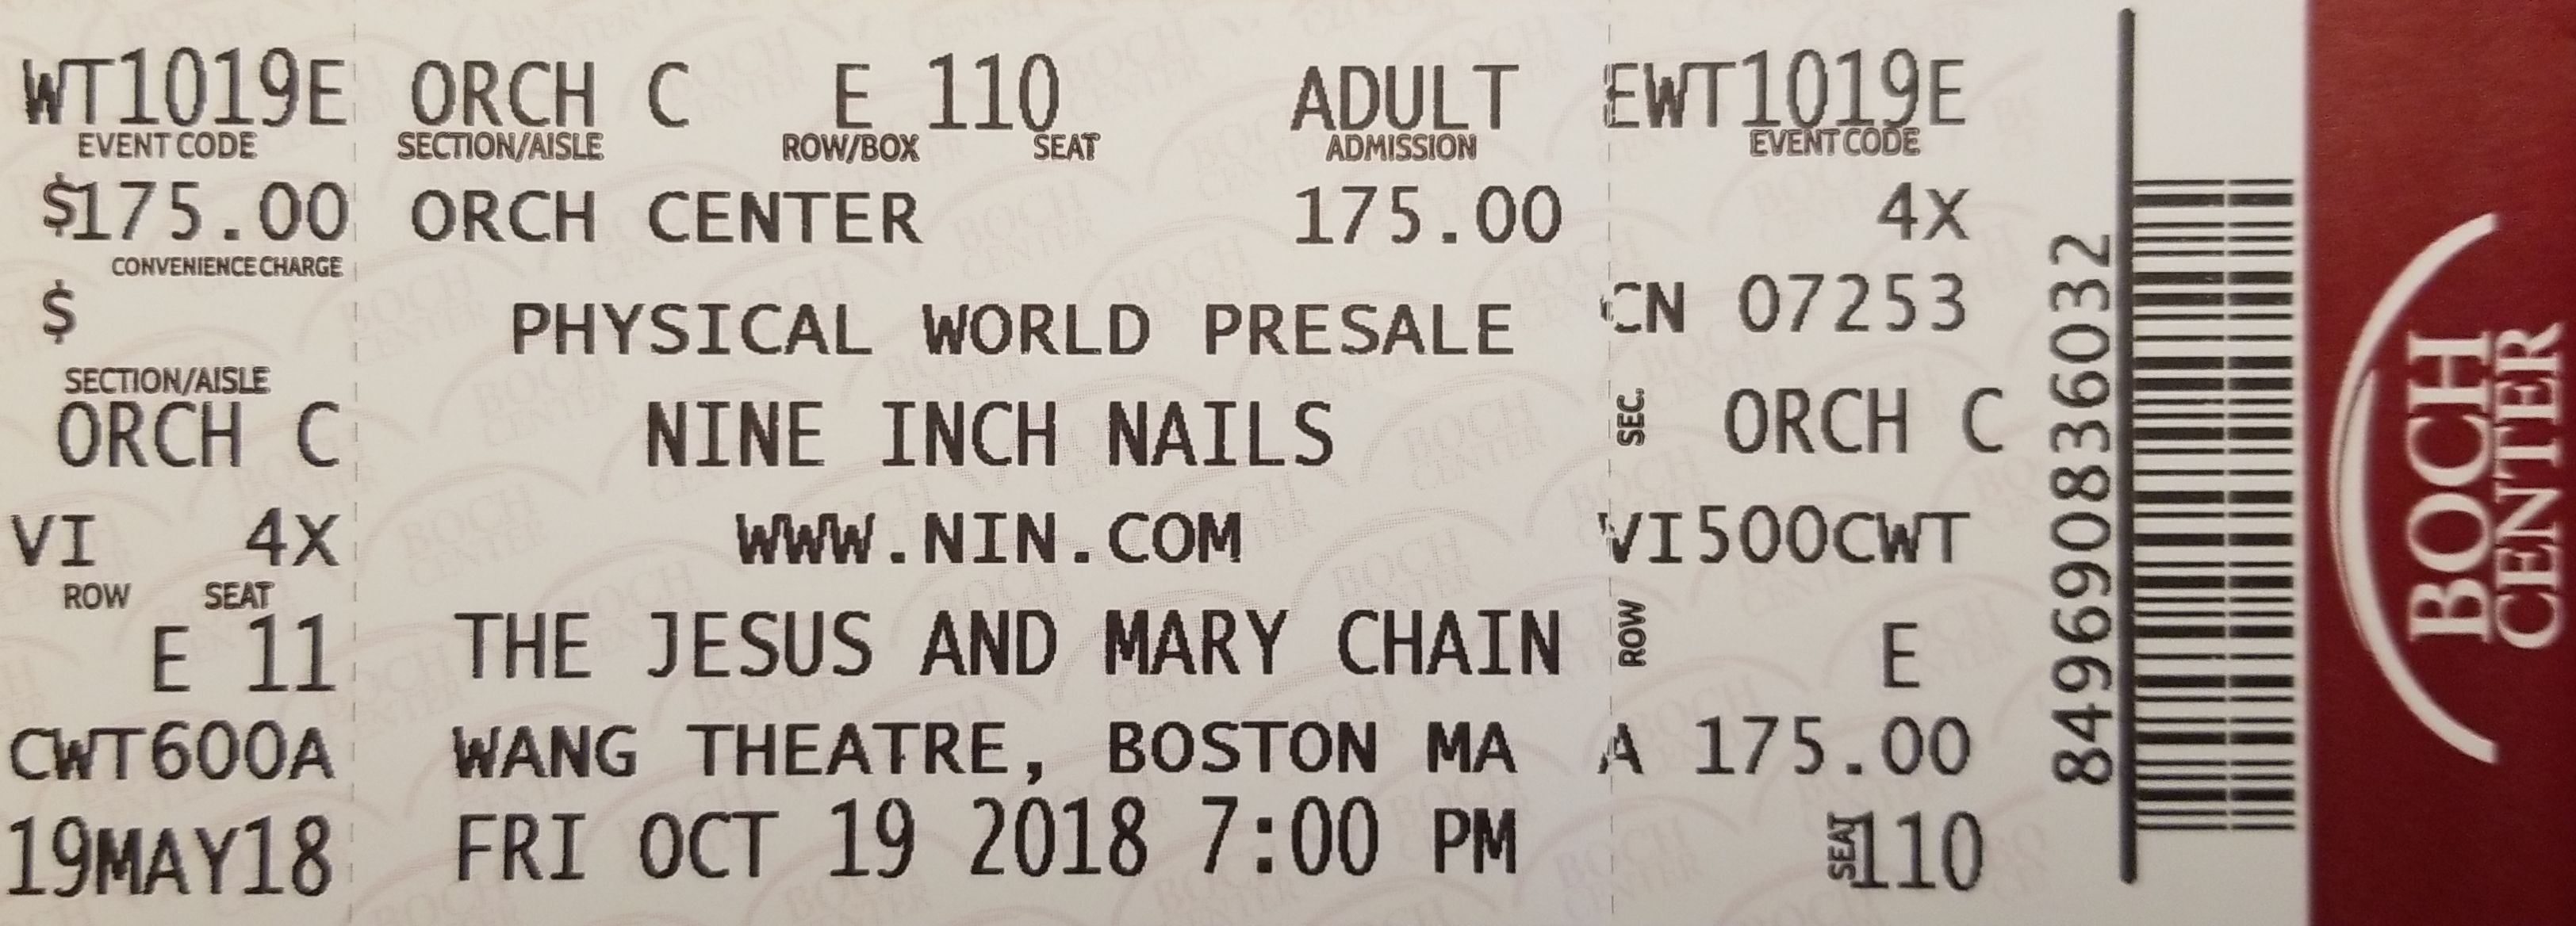 WT1019E ORCH C E 110 ADULT EWT1019E
EVENT CODE SECTION/AISLE ROW/BOX SEAT ADMISSION EVENT CODE
$175.00 ORCH CENTER 175.00 4X
CONVENIENCE CHARGE
$ PHYSICAL WORLD PRESALE CN 07253
SECTION/AISLE
ORCH C NINE INCH NAILS SEC. ORCH C
VI 4X WWW.NIN.COM VI500CWT
ROW SEAT
E 11 THE JESUS AND MARY CHAIN ROW E
CWT600A WANG THEATRE, BOSTON MA A 175.00
19MAY18 FRI OCT 19 2018 7:00 PM SEAT 110
849690836032
BOCH
CENTER